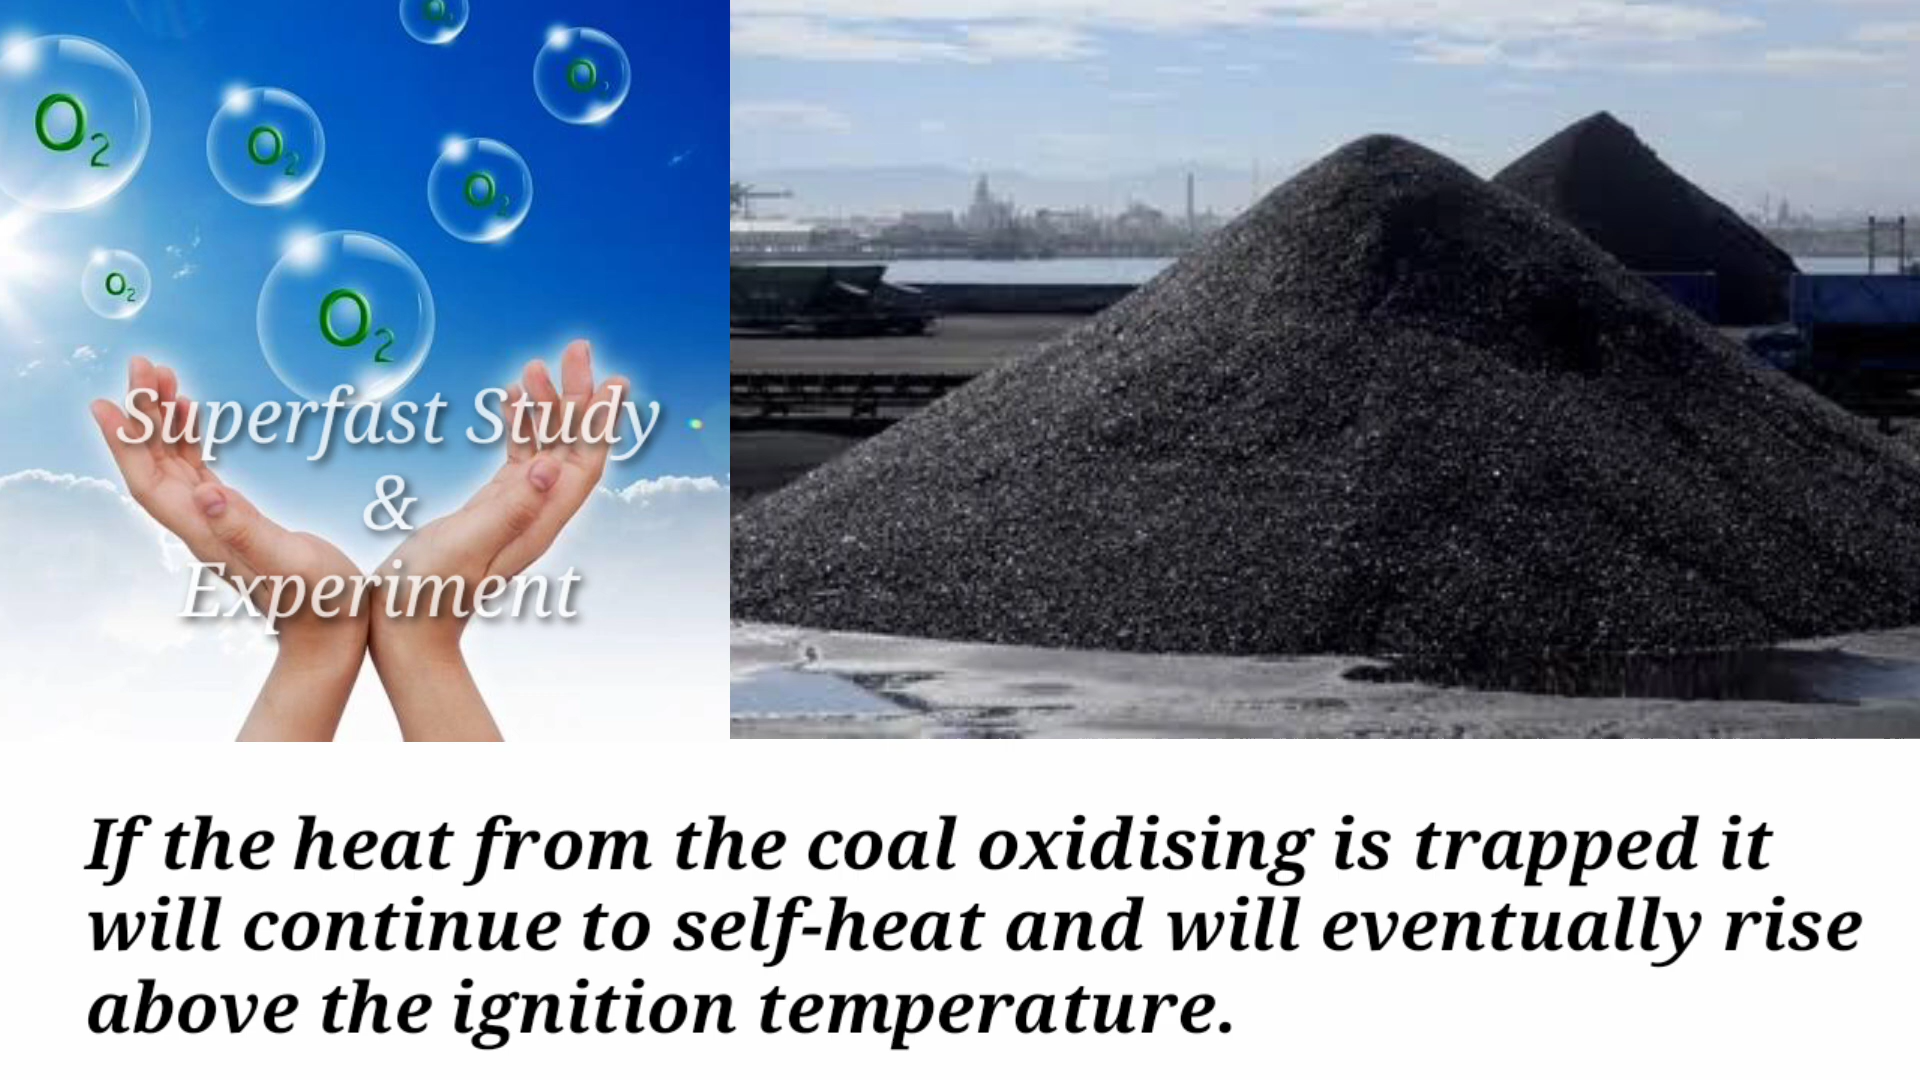 O2
O2
O2
O2
O2
O2
O2
Superfast Study
&
Experiment
If the heat from the coal oxidising is trapped it
will continue to self-heat and will eventually rise
above the ignition temperature.